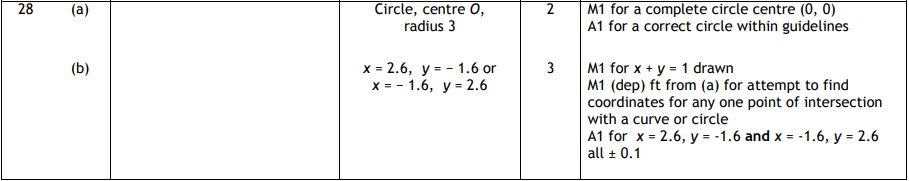 28 (a) Circle, centre O, 2 M1 for a complete circle centre (0, 0)
radius 3 A1 for a correct circle within guidelines
(b) x = 2.6, y = – 1.6 or 3 M1 for x + y = 1 drawn
x = – 1.6, y = 2.6 M1 (dep) ft from (a) for attempt to find
coordinates for any one point of intersection
with a curve or circle
A1 for x = 2.6, y = -1.6 and x = -1.6, y = 2.6
all ± 0.1